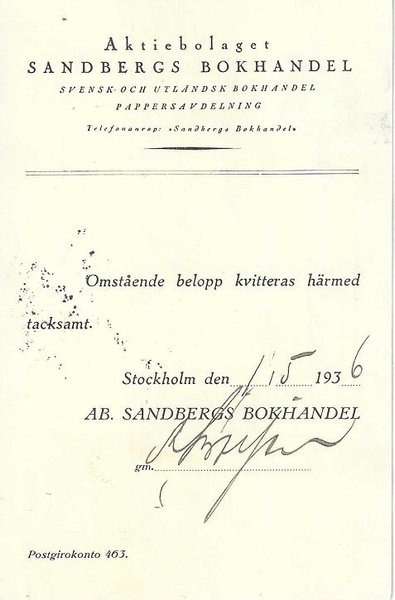 Aktiebolaget
SANDBERGS BOKHANDEL
SVENSK- OCH UTLÄNDSK BOKHANDEL
PAPPERSAVDELNING
Telefonanrop: »Sandbergs Bokhandel»
Omstående belopp kvitteras härmed
tacksamt.
Stockholm den 1/5 1936
AB. SANDBERGS BOKHANDEL
gm.
Postgirokonto 463.